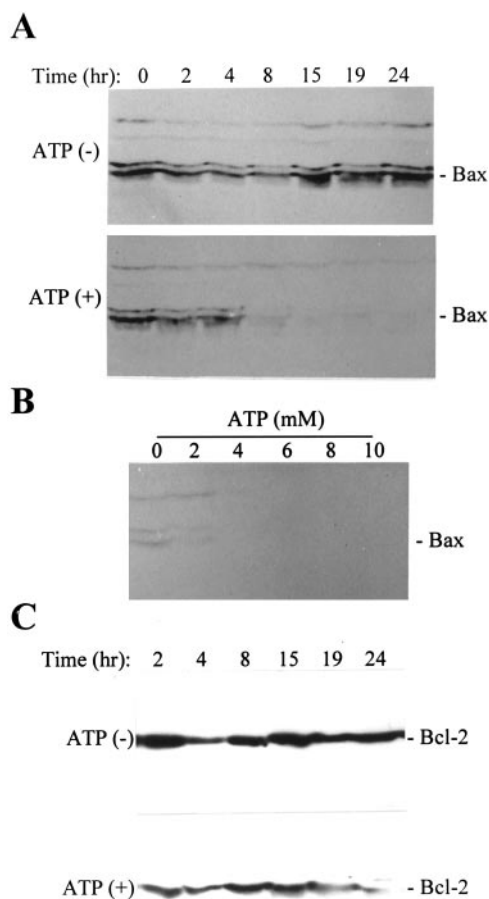 A
Time (hr): 0 2 4 8 15 19 24
ATP (-)
- Bax
ATP (+)
- Bax
B
ATP (mM)
0 2 4 6 8 10
- Bax
C
Time (hr): 2 4 8 15 19 24
ATP (-)
- Bcl-2
ATP (+)
- Bcl-2